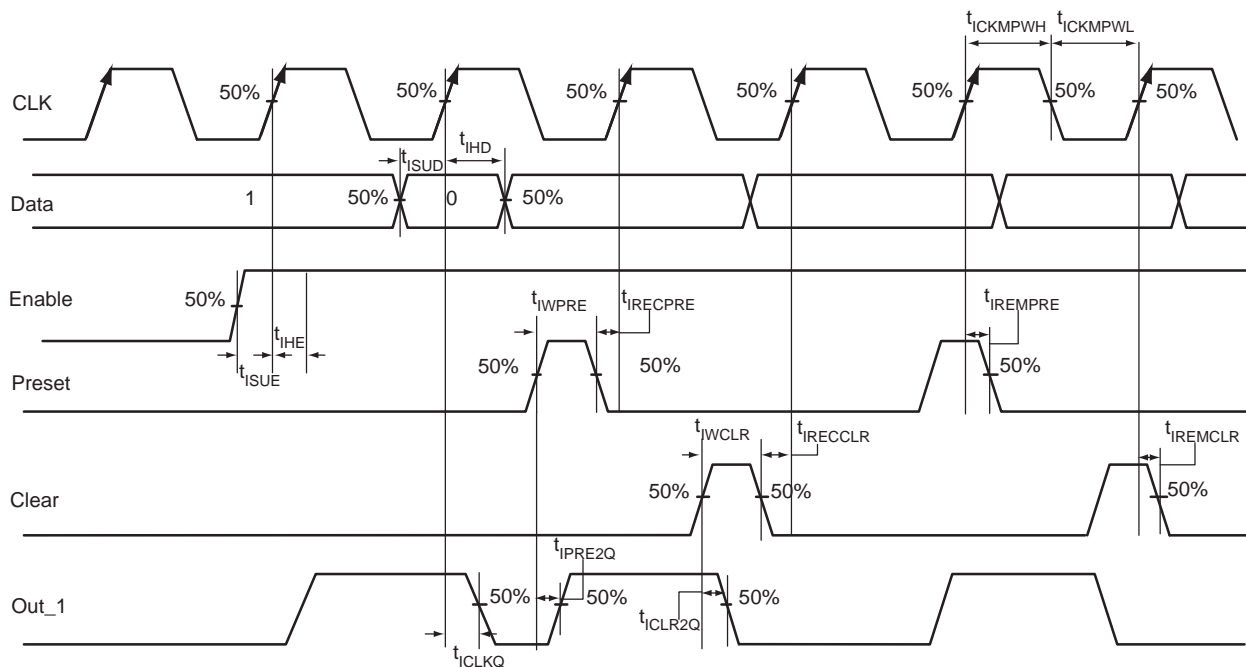 tICKMPWH tICKMPWL
CLK 50% 50% 50% 50% 50% 50% 50%
tISUD tIHD
Data 1 50% 0 50%
Enable 50% tIWPRE tIRECPRE tIREMPRE
tIHE
tISUE
Preset 50% 50% 50%
tIWCLR tIRECCLR tIREMCLR
Clear 50% 50% 50%
tIPRE2Q
Out_1 50% 50% tICLR2Q 50%
tICLKQ